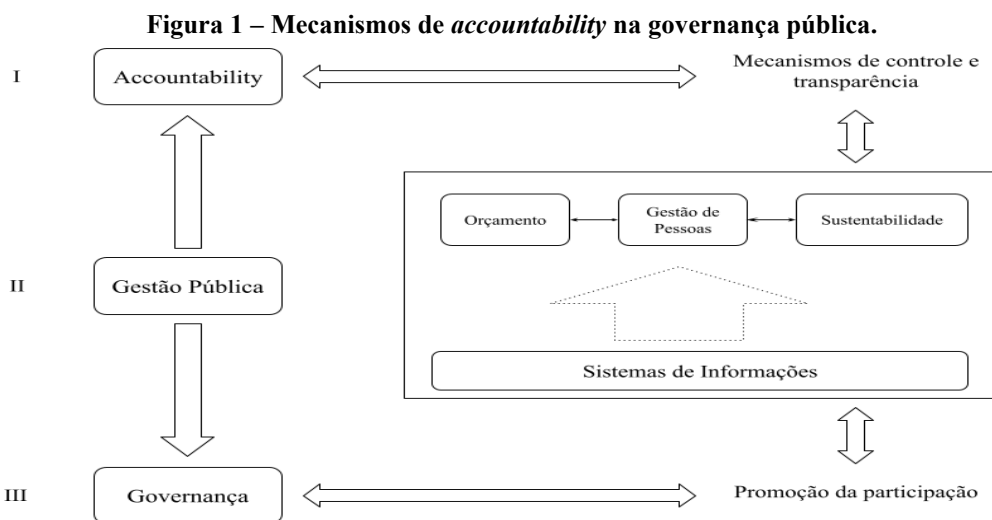 Figura 1 – Mecanismos de accountability na governança pública.
I
Accountability
Mecanismos de controle e
transparência
Orçamento
Gestão de
Pessoas
Sustentabilidade
II
Gestão Pública
Sistemas de Informações
III
Governança
Promoção da participação